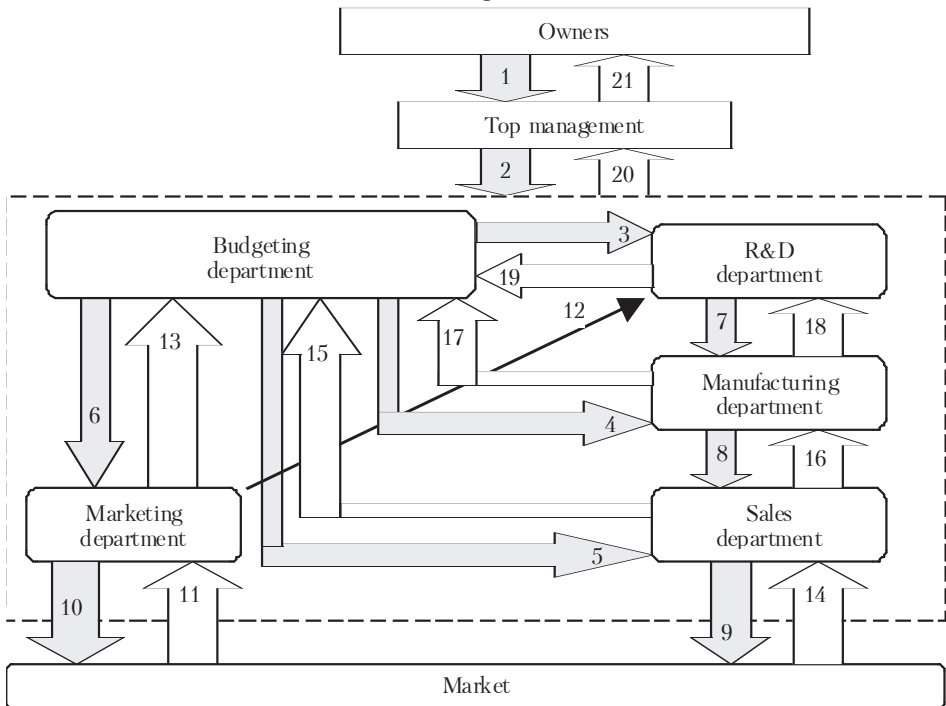 Owners
1
21
Top management
2
20
Budgeting
department
3
R&D
department
19
12
13
15
17
7
18
Manufacturing
department
6
4
8
16
Marketing
department
Sales
department
5
10
11
9
14
Market